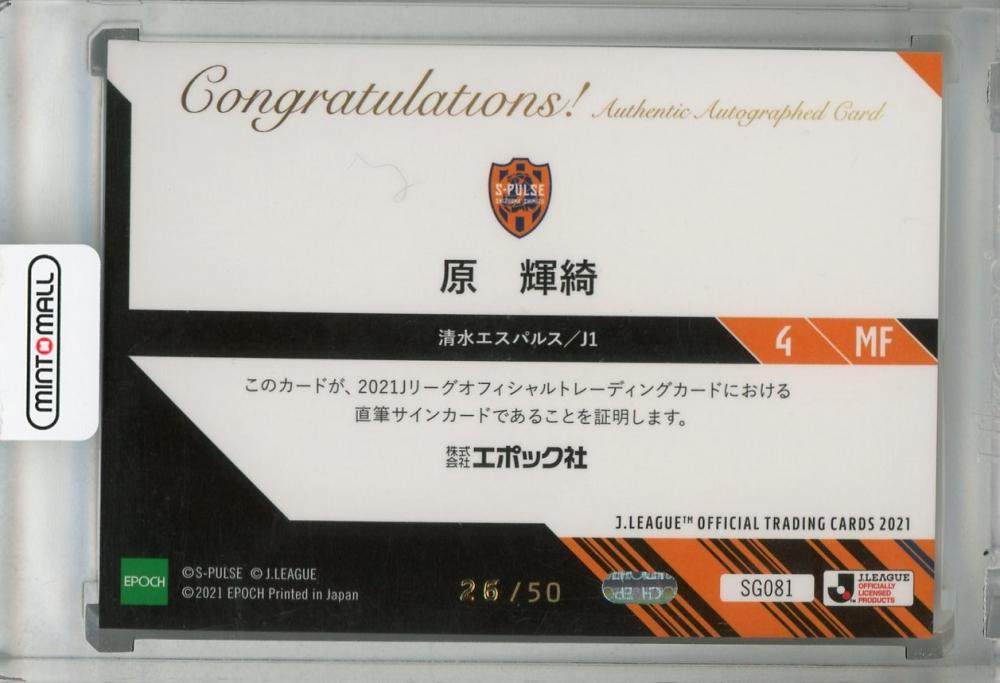 Congratulations! Authentic Autographed Card
S-PULSE
原 輝綺
清水エスパルス／J1
4 MF
このカードが、2021Jリーグオフィシャルトレーディングカードにおける
直筆サインカードであることを証明します。
株式会社エポック社
J.LEAGUE™ OFFICIAL TRADING CARDS 2021
EPOCH
©S-PULSE ©J.LEAGUE
©2021 EPOCH Printed in Japan
26/50
SG081
J.LEAGUE
OFFICIALLY
LICENSED
PRODUCTS
MINTOMALL